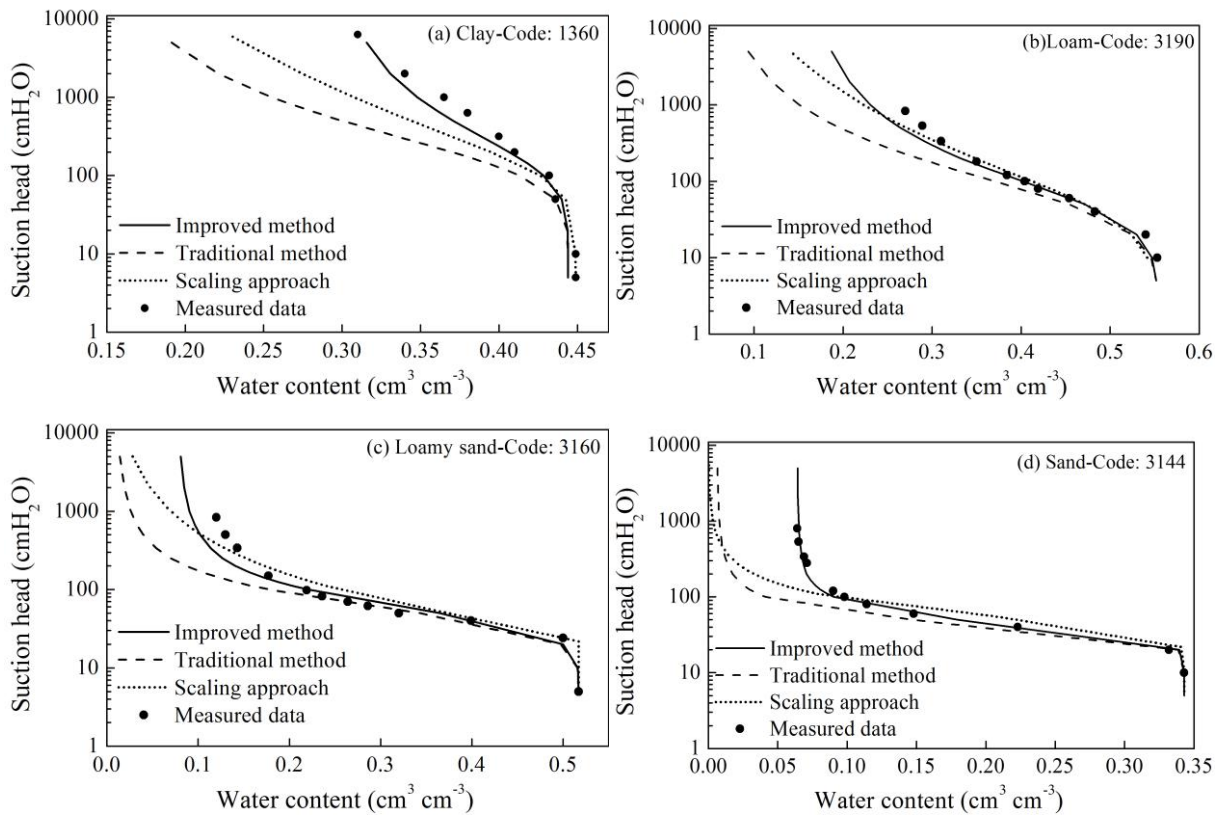 (a) Clay-Code: 1360
Suction head (cmH₂O)
10000
1000
100
10
1
Improved method
Traditional method
Scaling approach
Measured data
0.15 0.20 0.25 0.30 0.35 0.40 0.45
Water content (cm³ cm⁻³)
(b)Loam-Code: 3190
Suction head (cmH₂O)
10000
1000
100
10
1
Improved method
Traditional method
Scaling approach
Measured data
0.1 0.2 0.3 0.4 0.5 0.6
Water content (cm³ cm⁻³)
(c) Loamy sand-Code: 3160
Suction head (cmH₂O)
10000
1000
100
10
1
Improved method
Traditional method
Scaling approach
Measured data
0.0 0.1 0.2 0.3 0.4 0.5
Water content (cm³ cm⁻³)
(d) Sand-Code: 3144
Suction head (cmH₂O)
10000
1000
100
10
1
Improved method
Traditional method
Scaling approach
Measured data
0.00 0.05 0.10 0.15 0.20 0.25 0.30 0.35
Water content (cm³ cm⁻³)